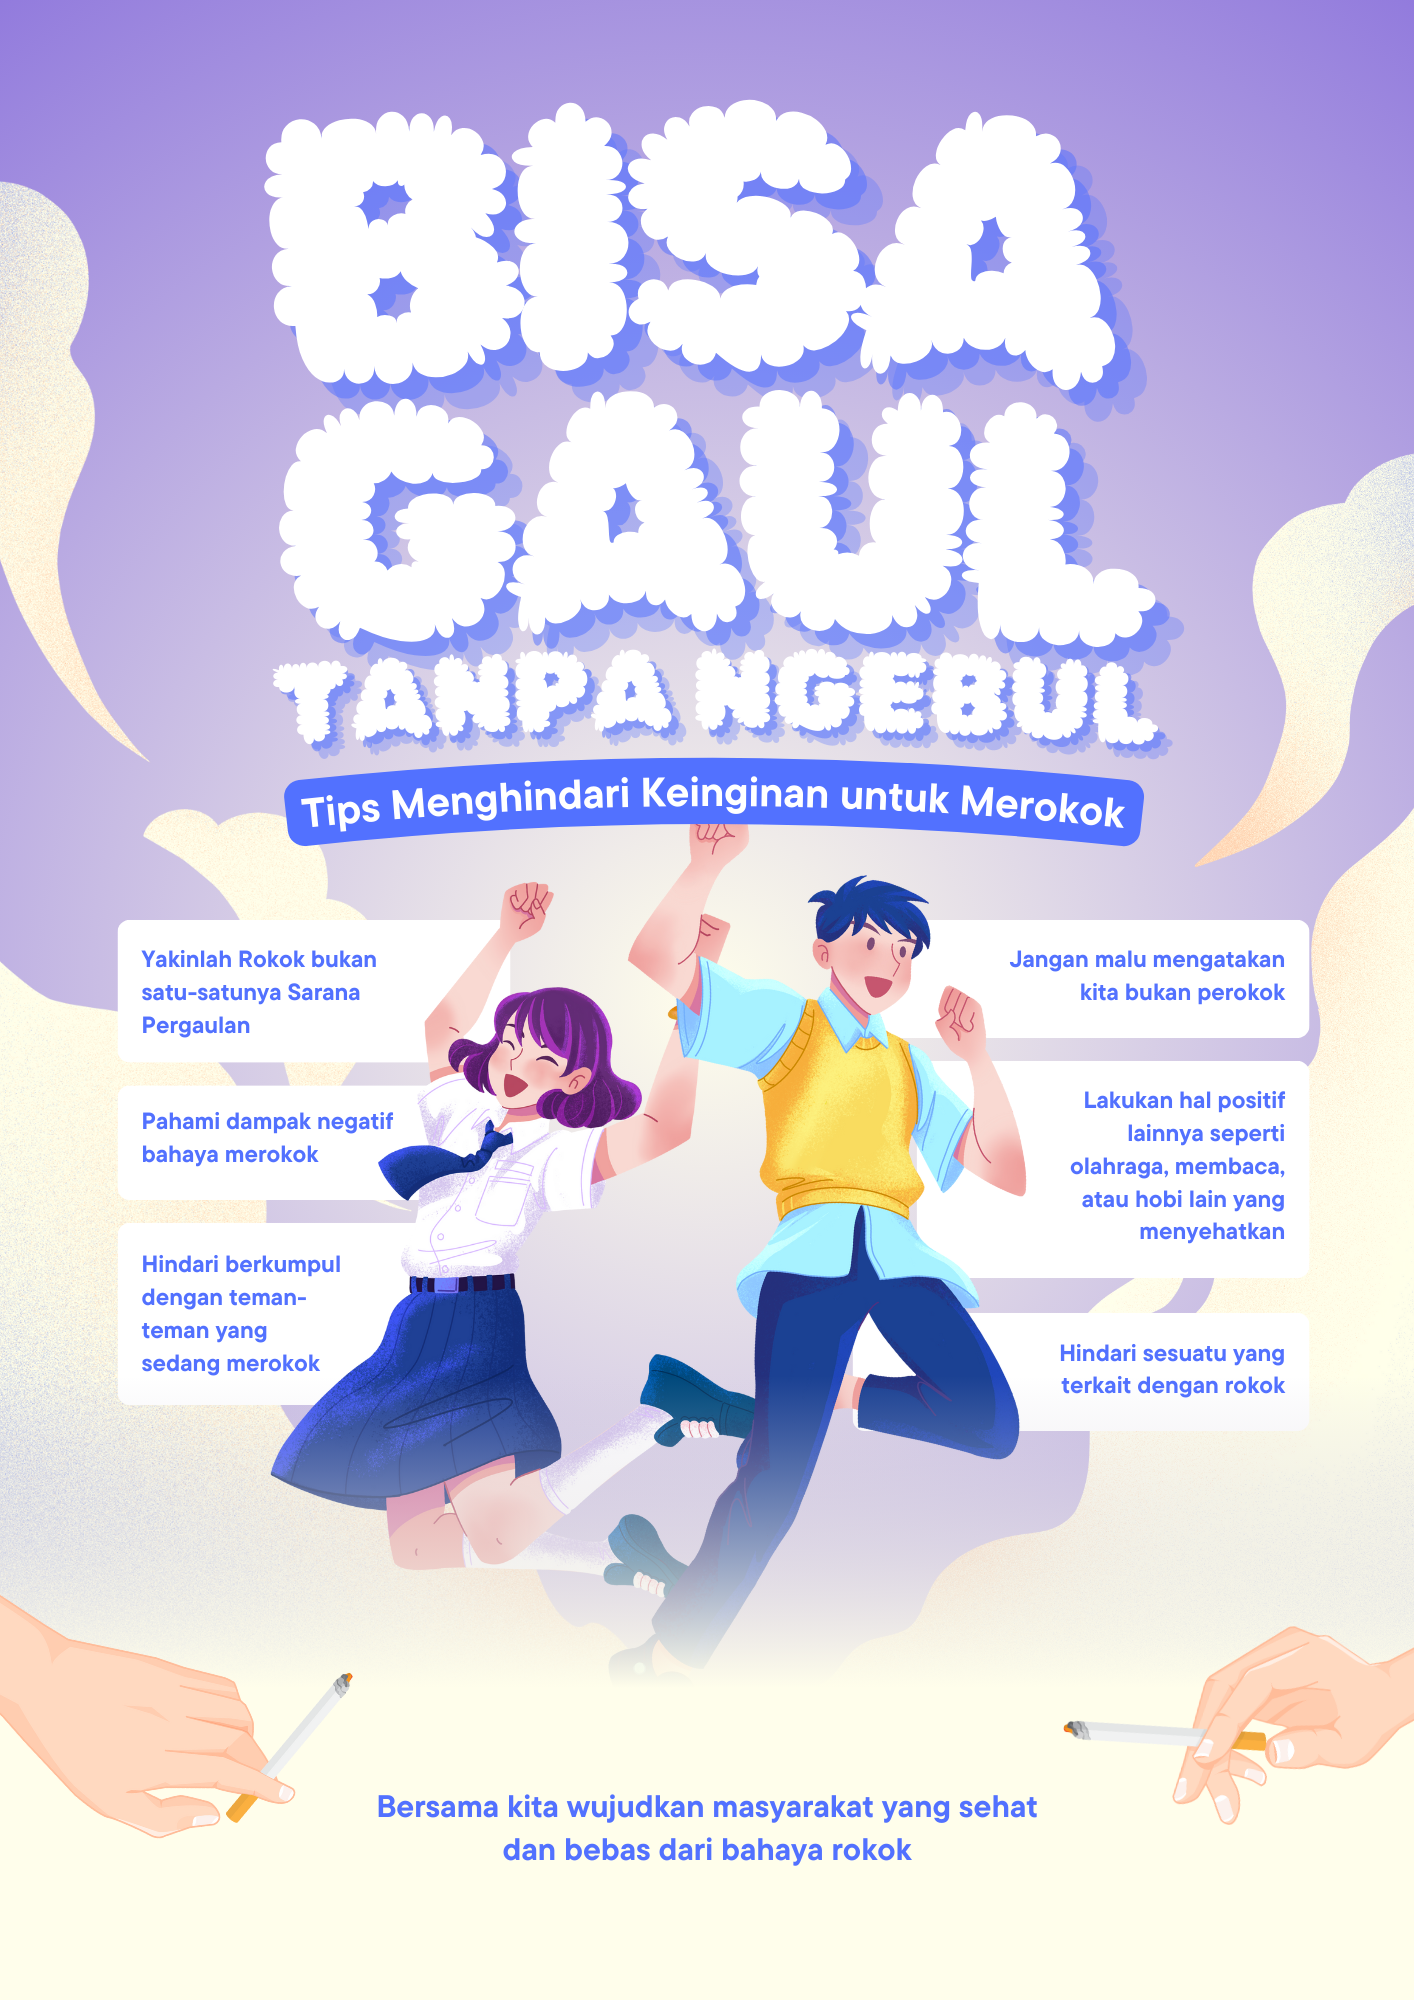 BISA
GAUL
TANPA NGEBUL
Tips Menghindari Keinginan untuk Merokok
Yakinlah Rokok bukan
satu-satunya Sarana
Pergaulan
Pahami dampak negatif
bahaya merokok
Hindari berkumpul
dengan teman-
teman yang
sedang merokok
Jangan malu mengatakan
kita bukan perokok
Lakukan hal positif
lainnya seperti
olahraga, membaca,
atau hobi lain yang
menyehatkan
Hindari sesuatu yang
terkait dengan rokok
Bersama kita wujudkan masyarakat yang sehat
dan bebas dari bahaya rokok